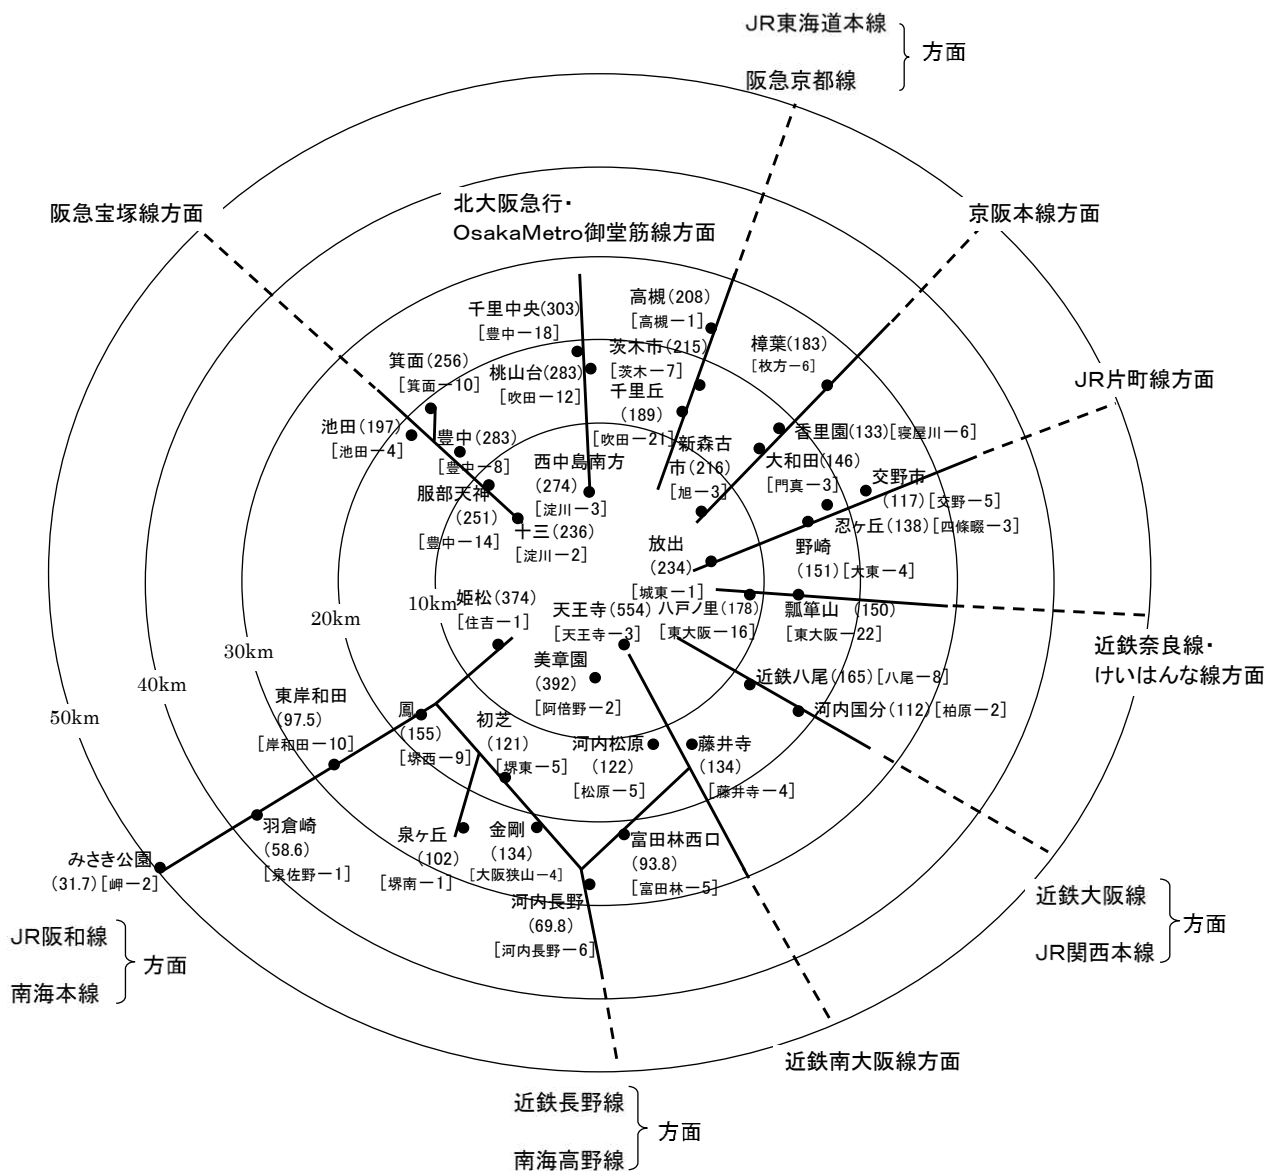 JR東海道本線
阪急京都線
方面
阪急宝塚線方面
北大阪急行・
OsakaMetro御堂筋線方面
京阪本線方面
JR片町線方面
千里中央(303)
[豊中－18]
高槻(208)
[高槻－1]
茨木市(215)
[茨木－7]
樟葉(183)
[枚方－6]
箕面(256)
[箕面－10]
桃山台(283)
[吹田－12]
千里丘
(189)
[吹田－21]
池田(197)
[池田－4]
豊中(283)
[豊中－8]
香里園(133)[寝屋川－6]
新森古
市(216)
[旭－3]
大和田(146)
[門真－3]
西中島南方
(274)
[淀川－3]
服部天神
(251)
[豊中－14]
交野市
(117)[交野－5]
十三(236)
[淀川－2]
忍ヶ丘(138)[四條畷－3]
放出
(234)
[城東－1]
野崎
(151)[大東－4]
10km
20km
30km
40km
50km
姫松(374)
[住吉－1]
天王寺(554)
[天王寺－3]
八戸ノ里(178)
[東大阪－16]
瓢箪山(150)
[東大阪－22]
近鉄奈良線・
けいはんな線方面
美章園
(392)
[阿倍野－2]
近鉄八尾(165)[八尾－8]
河内国分(112)[柏原－2]
東岸和田
(97.5)
[岸和田－10]
鳳
(155)
[堺西－9]
初芝
(121)
[堺東－5]
河内松原
(122)
[松原－5]
藤井寺
(134)
[藤井寺－4]
羽倉崎
(58.6)
[泉佐野－1]
泉ヶ丘
(102)
[堺南－1]
金剛
(134)
[大阪狭山－4]
富田林西口
(93.8)
[富田林－5]
みさき公園
(31.7)[岬－2]
河内長野
(69.8)
[河内長野－6]
近鉄大阪線
JR関西本線
方面
JR阪和線
南海本線
方面
近鉄南大阪線方面
近鉄長野線
南海高野線
方面